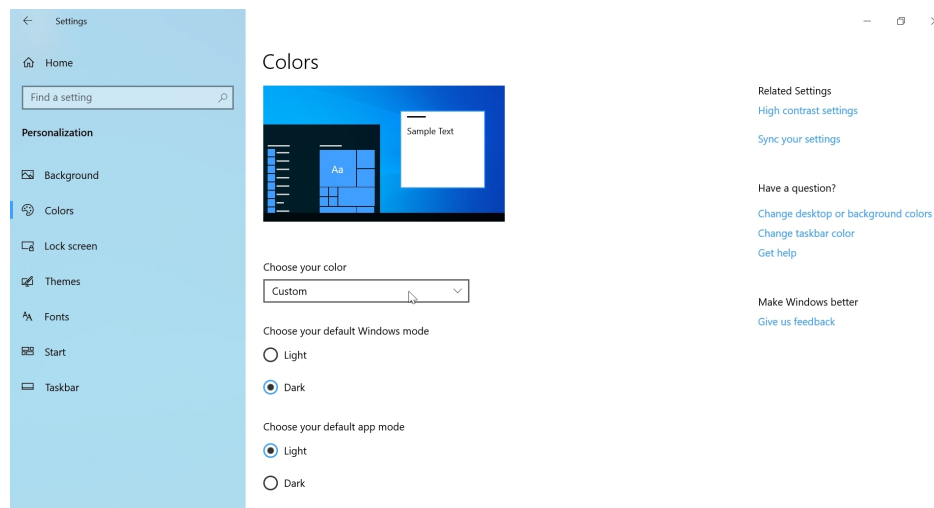 Settings
Home
Find a setting
Personalization
Background
Colors
Lock screen
Themes
Fonts
Start
Taskbar
Colors
Sample Text
Aa
Choose your color
Custom
Choose your default Windows mode
Light
Dark
Choose your default app mode
Light
Dark
Related Settings
High contrast settings
Sync your settings
Have a question?
Change desktop or background colors
Change taskbar color
Get help
Make Windows better
Give us feedback